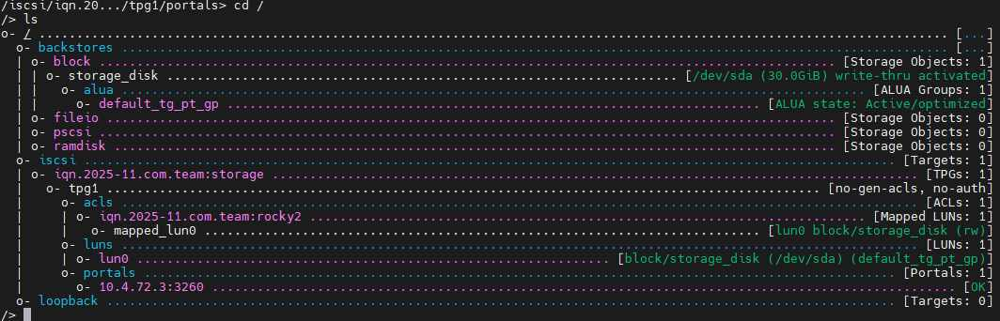 /iscsi/iqn.20.../tpg1/portals> cd /
/> ls
o- / ......................................................................................................................... [...]
  o- backstores .............................................................................................................. [...]
  | o- block .................................................................................................. [Storage Objects: 1]
  | | o- storage_disk ..................................................................... [/dev/sda (30.0GiB) write-thru activated]
  | |   o- alua ................................................................................................... [ALUA Groups: 1]
  | |     o- default_tg_pt_gp ....................................................................... [ALUA state: Active/optimized]
  | o- fileio ................................................................................................. [Storage Objects: 0]
  | o- pscsi .................................................................................................. [Storage Objects: 0]
  | o- ramdisk ................................................................................................ [Storage Objects: 0]
  o- iscsi ............................................................................................................ [Targets: 1]
  | o- iqn.2025-11.com.team:storage ...................................................................................... [TPGs: 1]
  |   o- tpg1 ............................................................................................... [no-gen-acls, no-auth]
  |     o- acls .......................................................................................................... [ACLs: 1]
  |     | o- iqn.2025-11.com.team:rocky2 .......................................................................... [Mapped LUNs: 1]
  |     |   o- mapped_lun0 ......................................................................... [lun0 block/storage_disk (rw)]
  |     o- luns .......................................................................................................... [LUNs: 1]
  |     | o- lun0 ..................................................................... [block/storage_disk (/dev/sda) (default_tg_pt_gp)]
  |     o- portals .................................................................................................... [Portals: 1]
  |       o- 10.4.72.3:3260 ................................................................................................... [OK]
  o- loopback ......................................................................................................... [Targets: 0]
/>